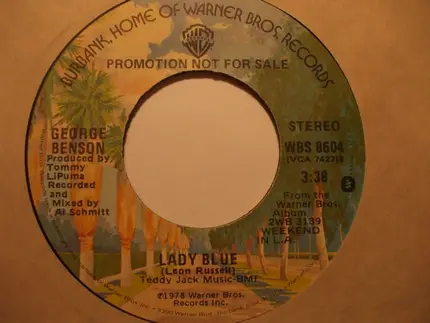 BURBANK, HOME OF WARNER BROS. RECORDS
PROMOTION NOT FOR SALE
GEORGE
BENSON
Produced by
Tommy
LiPuma
Recorded
and
Mixed by
Al Schmitt
STEREO
WBS 8604
3:38
From the
Warner Bros.
Album
2WB 3139
WEEKEND
IN L.A.
LADY BLUE
(Leon Russell)
Teddy Jack Music-BMI
℗1978 Warner Bros.
Records Inc.